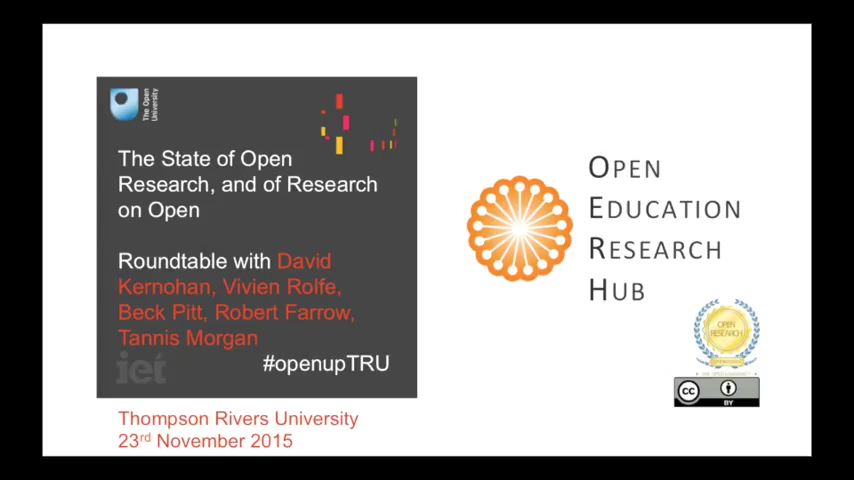 The Open
University
The State of Open
Research, and of Research
on Open
Roundtable with David
Kernohan, Vivien Rolfe,
Beck Pitt, Robert Farrow,
Tannis Morgan
iet
#openupTRU
Thompson Rivers University
23rd November 2015
OPEN
EDUCATION
RESEARCH
HUB
OPEN
RESEARCH
CC
BY